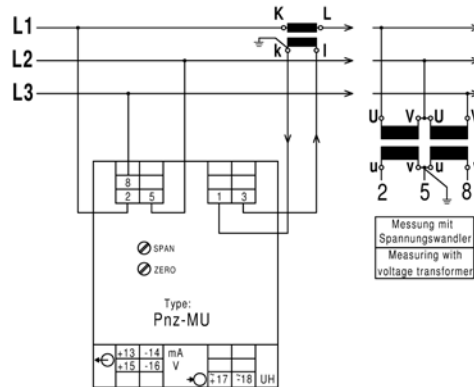 K L
L1
k l
L2
L3
U V U V
u v u v
2 5 8
8
2 5 1 3
Messung mit
Spannungswandler
Measuring with
voltage transformer
SPAN
ZERO
Type:
Pnz-MU
+13 -14 mA
+15 -16 V
~+17 ~-18 UH